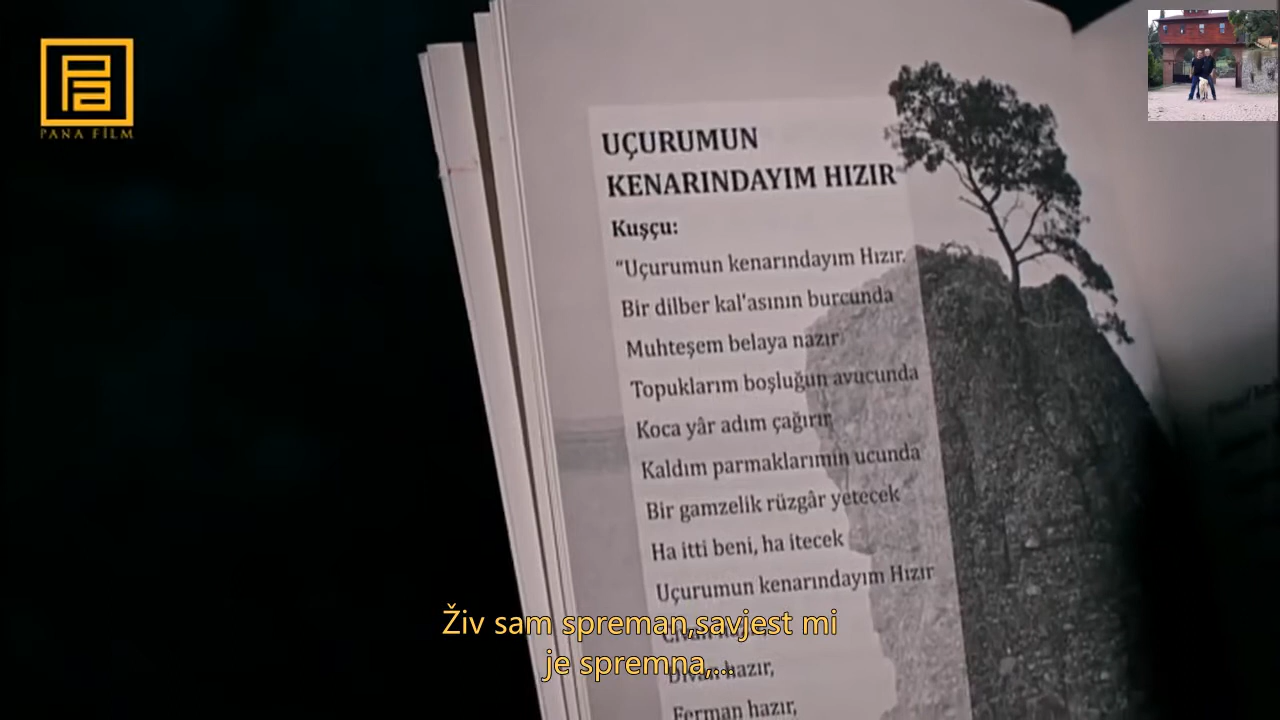 PANA FİLM
UÇURUMUN
KENARINDAYIM HIZIR
Kuşçu:
“Uçurumun kenarındayım Hızır.
Bir dilber kal'asının burcunda
Muhteşem belaya nazır
Topuklarım boşluğun avucunda
Koca yâr adım çağırır
Kaldım parmaklarımın ucunda
Bir gamzelik rüzgâr yetecek
Ha itti beni, ha itecek
Uçurumun kenarındayım Hızır
Živ sam spreman,savjest mi
je spremna,...
hazır,
Ferman hazır,